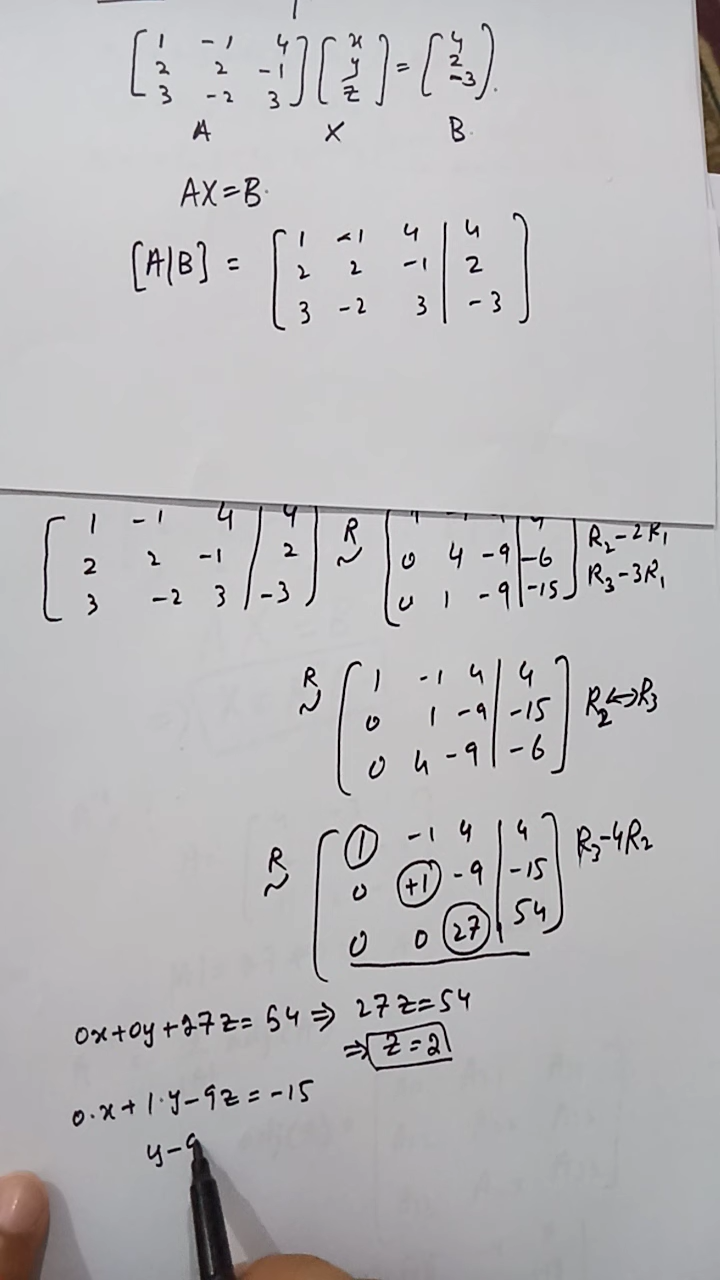 [1 -1 4] [x] = [4]
[2 2 -1] [y] = [2]
[3 -2 3] [z] = [-3].
A X B.
AX=B.
[A|B] = [1 -1 4 | 4]
[2 2 -1 | 2]
[3 -2 3 | -3]
[1 -1 4 | 4] R
[2 2 -1 | 2] ~
[3 -2 3 | -3]
[0 4 -9 | -6] R₂-2R₁
[0 1 -9 | -15] R₃-3R₁
R ~ [1 -1 4 | 4]
[0 1 -9 | -15] R₂↔R₃
[0 4 -9 | -6]
R ~ [1 -1 4 | 4] R₃-4R₂
[0 +1 -9 | -15]
[0 0 27 | 54]
0x+0y+27z=54 ⇒ 27z=54
⇒ z=2
0.x+1.y-9z=-15
y-9